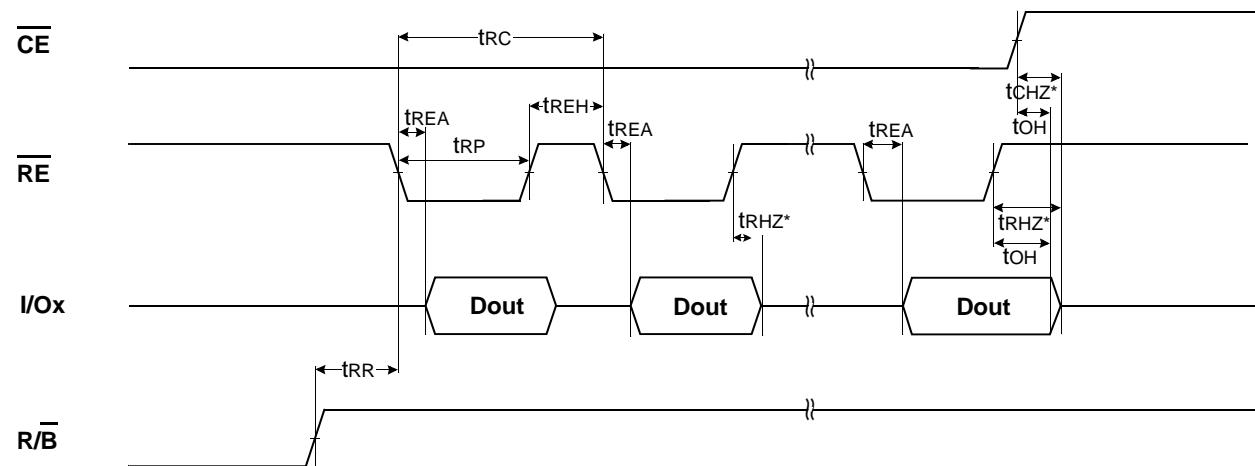 CE
tRC
tCHZ*
tREA
tREH
tREA
tREA
tOH
tRP
RE
tRHZ*
tRHZ*
tOH
I/Ox
Dout
Dout
Dout
tRR
R/B